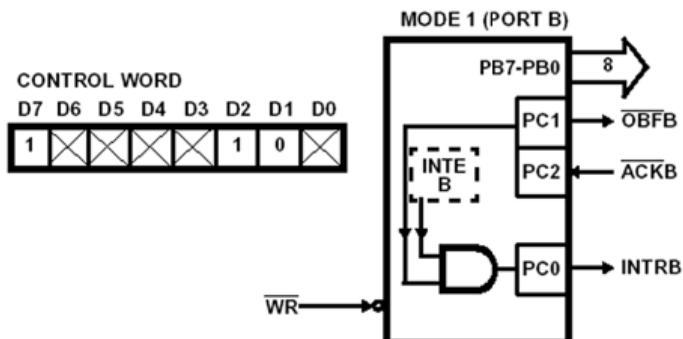 MODE 1 (PORT B)
CONTROL WORD
D7 D6 D5 D4 D3 D2 D1 D0
1 1 0
PB7-PB0
8
PC1
OBFB
INTE
B
PC2
ACKB
PC0
INTRB
WR